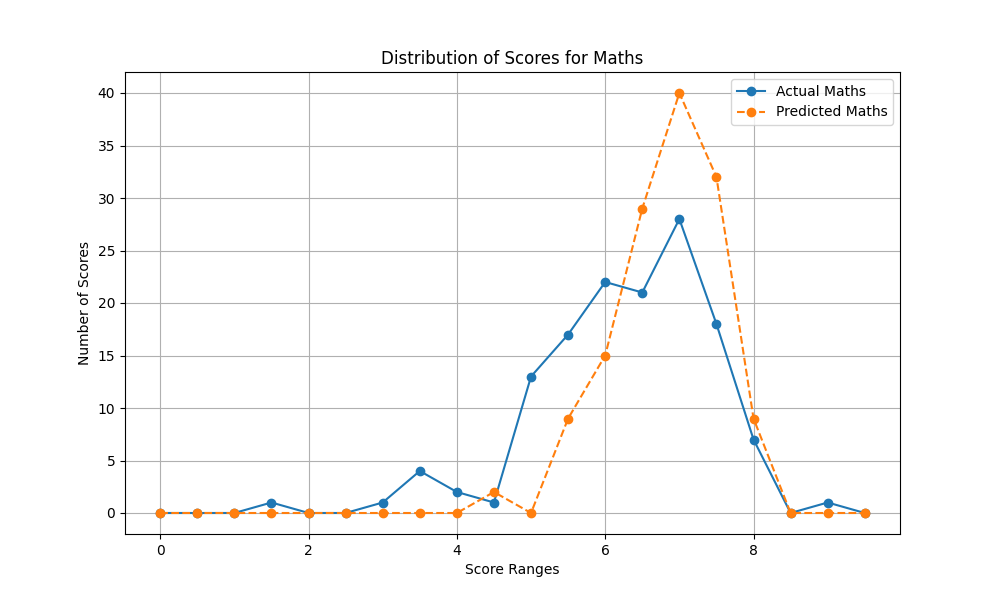 Distribution of Scores for Maths
Actual Maths
Predicted Maths
Number of Scores
40
35
30
25
20
15
10
5
0
0 2 4 6 8
Score Ranges